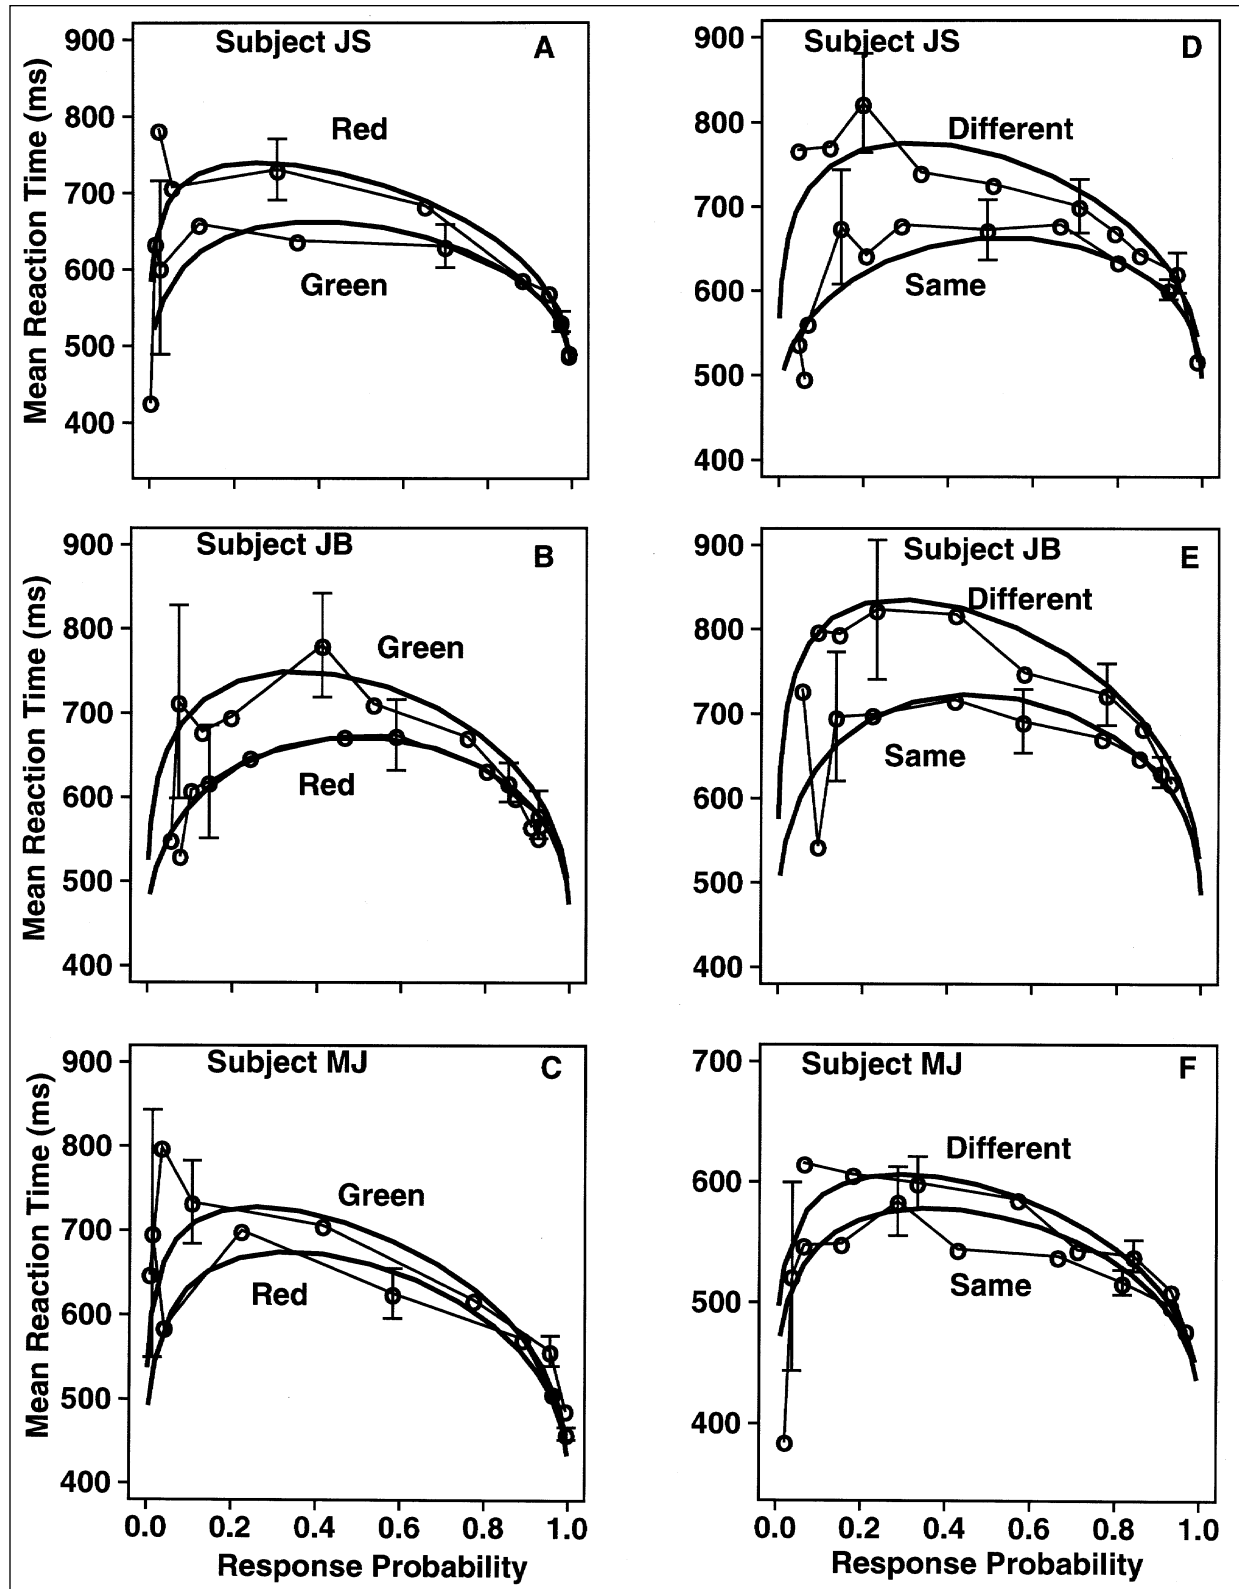 Subject JS
A
Mean Reaction Time (ms)
900
800
700
600
500
400
Red
Green
Subject JS
D
900
800
700
600
500
400
Different
Same
Subject JB
B
Mean Reaction Time (ms)
900
800
700
600
500
400
Green
Red
Subject JB
E
900
800
700
600
500
400
Different
Same
Subject MJ
C
Mean Reaction Time (ms)
900
800
700
600
500
400
Green
Red
0.0 0.2 0.4 0.6 0.8 1.0
Response Probability
Subject MJ
F
700
600
500
400
Different
Same
0.0 0.2 0.4 0.6 0.8 1.0
Response Probability